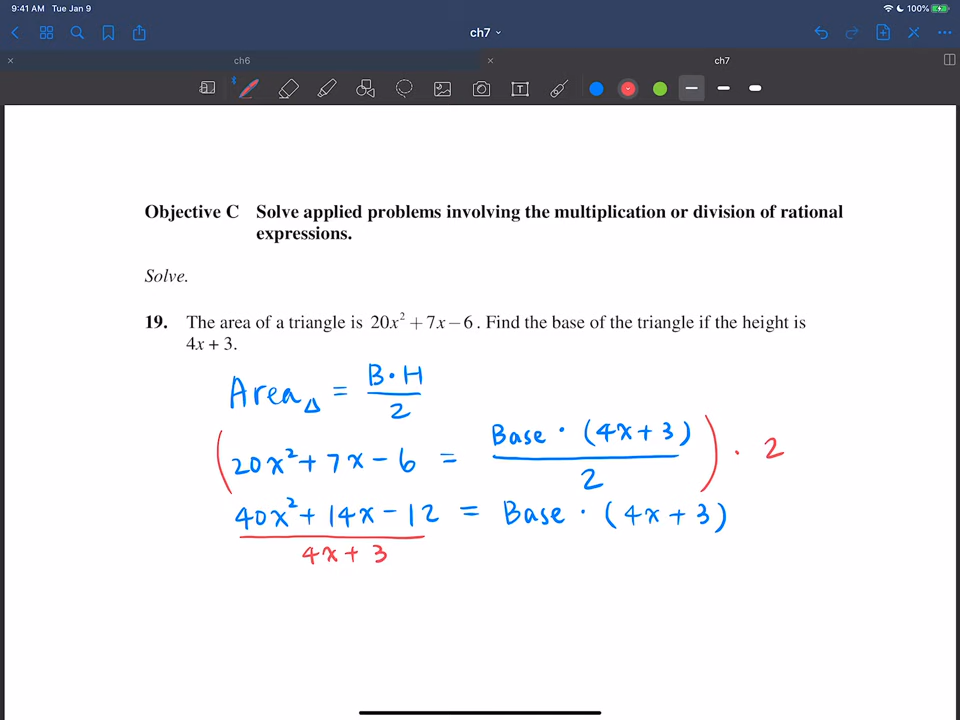 9:41 AM Tue Jan 9
100%
ch7
ch6
ch7
T
Objective C Solve applied problems involving the multiplication or division of rational
expressions.
Solve.
19. The area of a triangle is 20x² + 7x − 6. Find the base of the triangle if the height is
4x + 3.
Area△ = B·H / 2
(20x² + 7x − 6 = Base · (4x + 3) / 2) · 2
40x² + 14x − 12 = Base · (4x + 3)
4x + 3